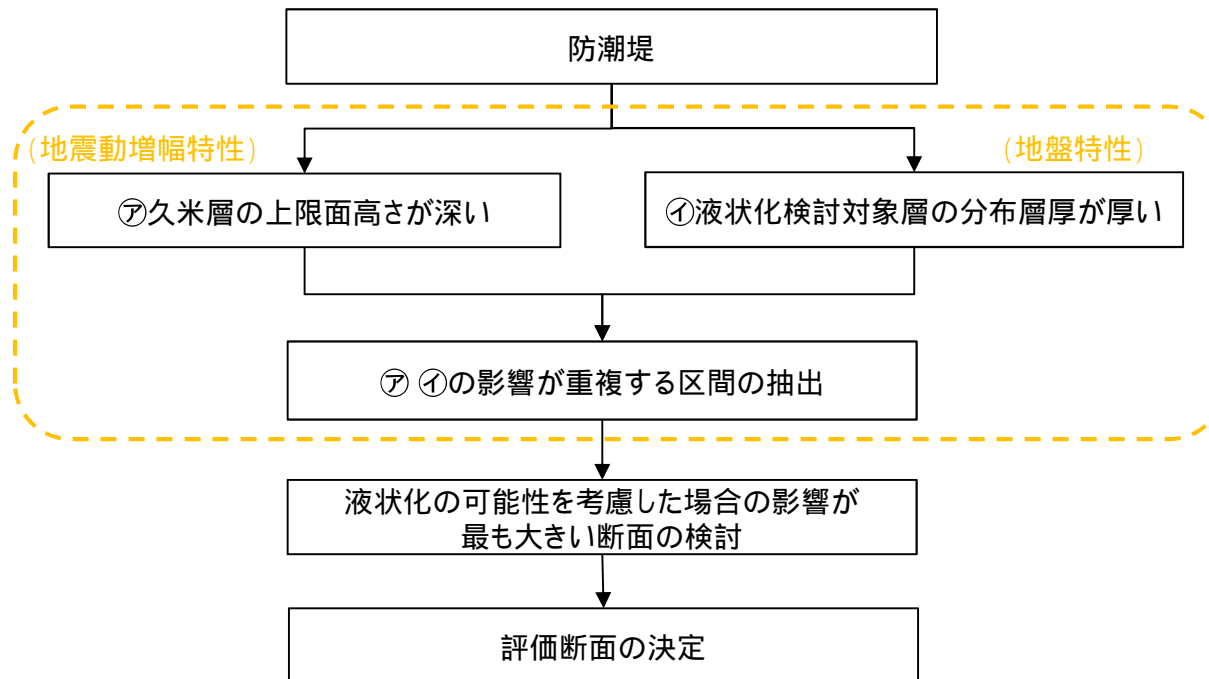 防潮堤
(地震動増幅特性)
(地盤特性)
㋐久米層の上限面高さが深い
㋑液状化検討対象層の分布層厚が厚い
㋐ ㋑の影響が重複する区間の抽出
液状化の可能性を考慮した場合の影響が
最も大きい断面の検討
評価断面の決定